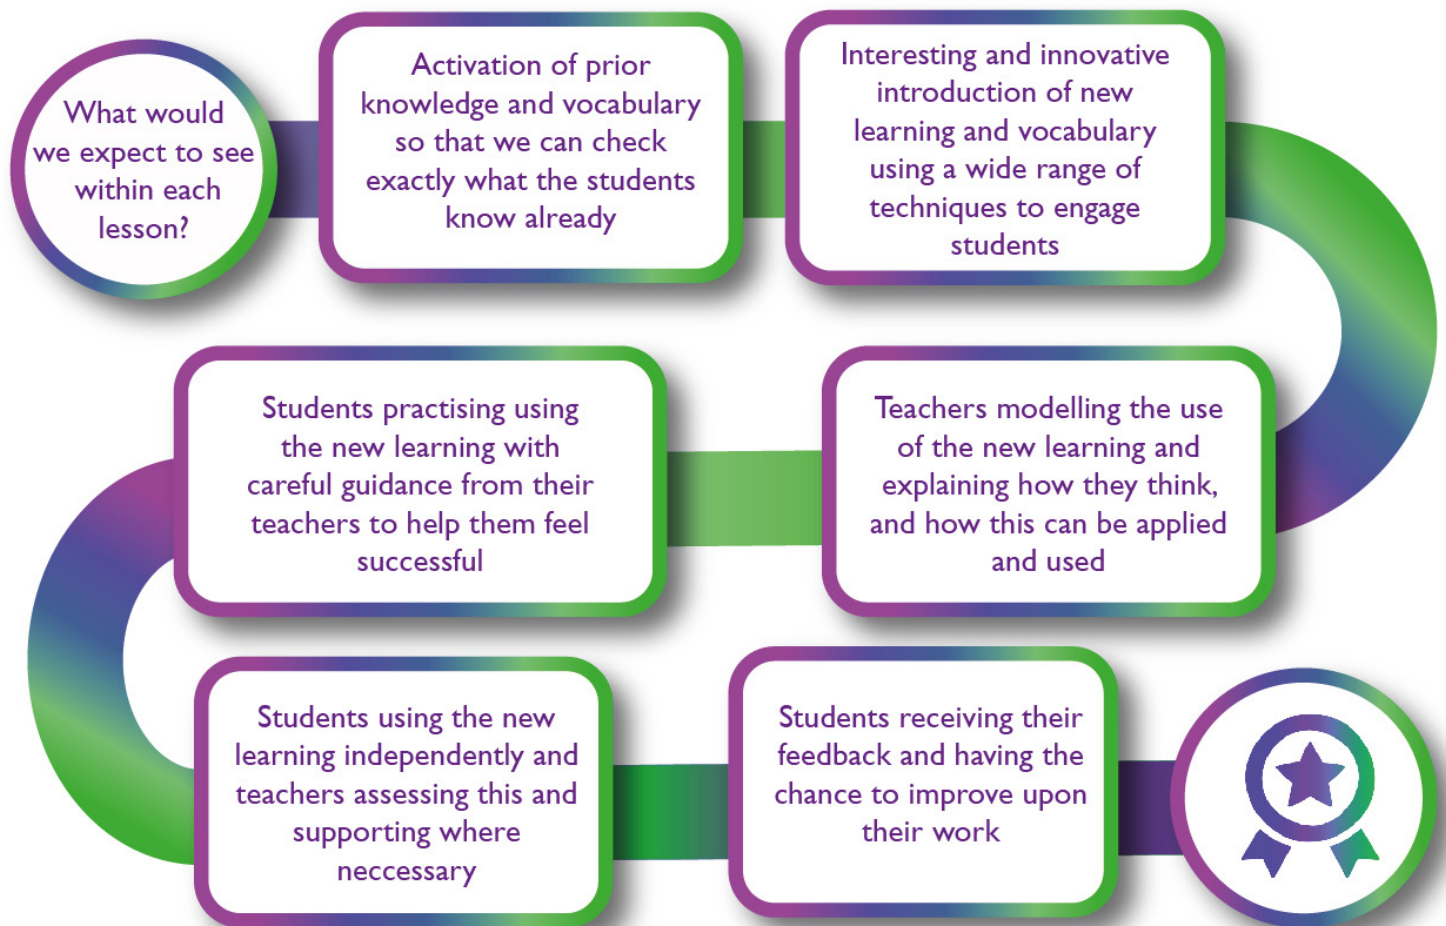 What would
we expect to see
within each
lesson?
Activation of prior
knowledge and vocabulary
so that we can check
exactly what the students
know already
Interesting and innovative
introduction of new
learning and vocabulary
using a wide range of
techniques to engage
students
Teachers modelling the use
of the new learning and
explaining how they think,
and how this can be applied
and used
Students practising using
the new learning with
careful guidance from their
teachers to help them feel
successful
Students using the new
learning independently and
teachers assessing this and
supporting where
neccessary
Students receiving their
feedback and having the
chance to improve upon
their work